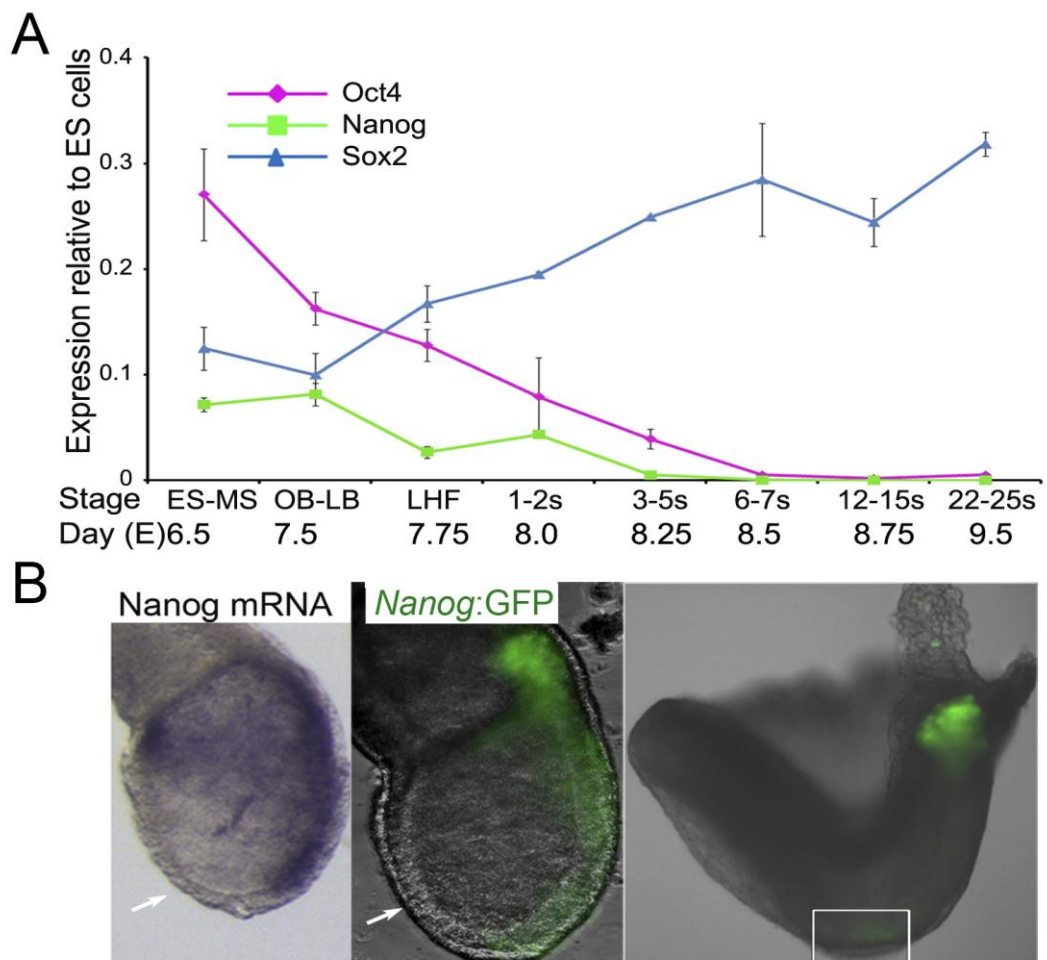 A
Expression relative to ES cells
0.4
0.3
0.2
0.1
0
Oct4
Nanog
Sox2
Stage ES-MS OB-LB LHF 1-2s 3-5s 6-7s 12-15s 22-25s
Day (E)6.5 7.5 7.75 8.0 8.25 8.5 8.75 9.5
B
Nanog mRNA
Nanog:GFP